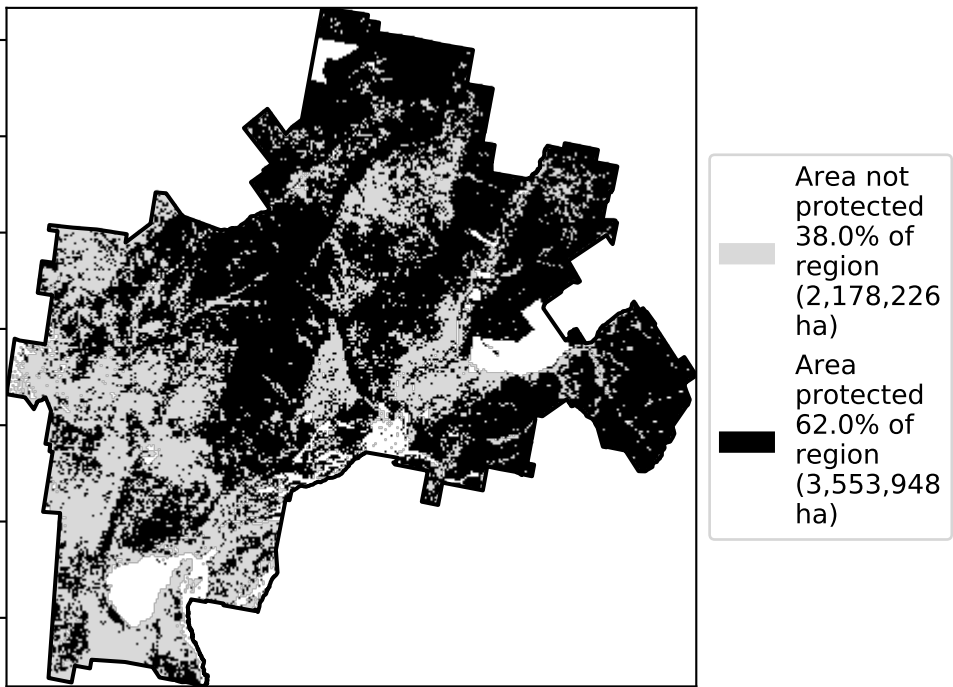 Area not
protected
38.0% of
region
(2,178,226
ha)
Area
protected
62.0% of
region
(3,553,948
ha)